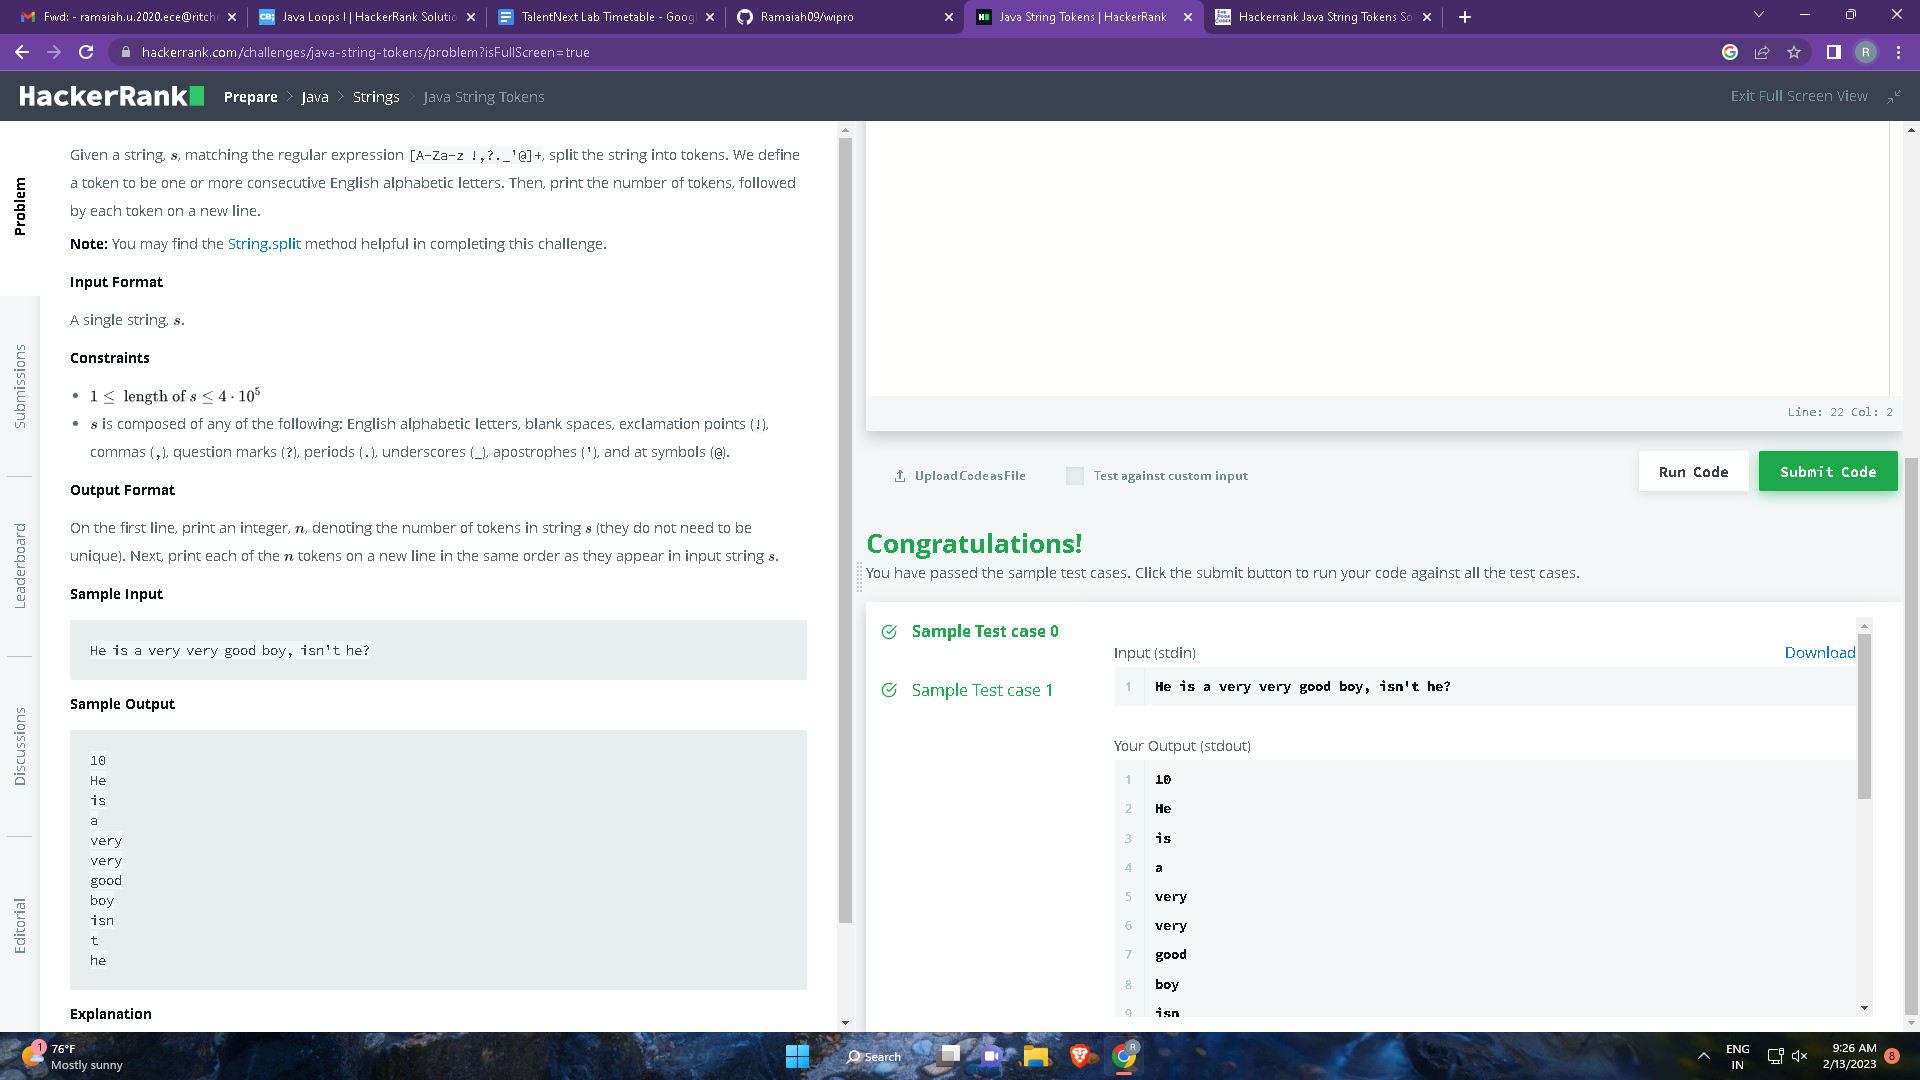 Fwd: - ramaiah.u.2020.ece@ritch
Java Loops I | HackerRank Solutio
TalentNext Lab Timetable - Goog
Ramaiah09/wipro
Java String Tokens | HackerRank
Hackerrank Java String Tokens So
hackerrank.com/challenges/java-string-tokens/problem?isFullScreen=true
R
HackerRank
Prepare > Java > Strings > Java String Tokens
Exit Full Screen View
Problem
Submissions
Leaderboard
Discussions
Editorial
Given a string, s, matching the regular expression [A-Za-z !,?._'@]+, split the string into tokens. We define
a token to be one or more consecutive English alphabetic letters. Then, print the number of tokens, followed
by each token on a new line.
Note: You may find the String.split method helpful in completing this challenge.
Input Format
A single string, s.
Constraints
• 1 ≤ length of s ≤ 4 · 10⁵
• s is composed of any of the following: English alphabetic letters, blank spaces, exclamation points (!),
commas (,), question marks (?), periods (.), underscores (_), apostrophes ('), and at symbols (@).
Output Format
On the first line, print an integer, n, denoting the number of tokens in string s (they do not need to be
unique). Next, print each of the n tokens on a new line in the same order as they appear in input string s.
Sample Input
He is a very very good boy, isn't he?
Sample Output
10
He
is
a
very
very
good
boy
isn
t
he
Explanation
Line: 22 Col: 2
Upload Code as File
Test against custom input
Run Code
Submit Code
Congratulations!
You have passed the sample test cases. Click the submit button to run your code against all the test cases.
Sample Test case 0
Sample Test case 1
Input (stdin)
Download
1 He is a very very good boy, isn't he?
Your Output (stdout)
1 10
2 He
3 is
4 a
5 very
6 very
7 good
8 boy
9 isn
1
76°F
Mostly sunny
Search
R
ENG
IN
9:26 AM
2/13/2023
8